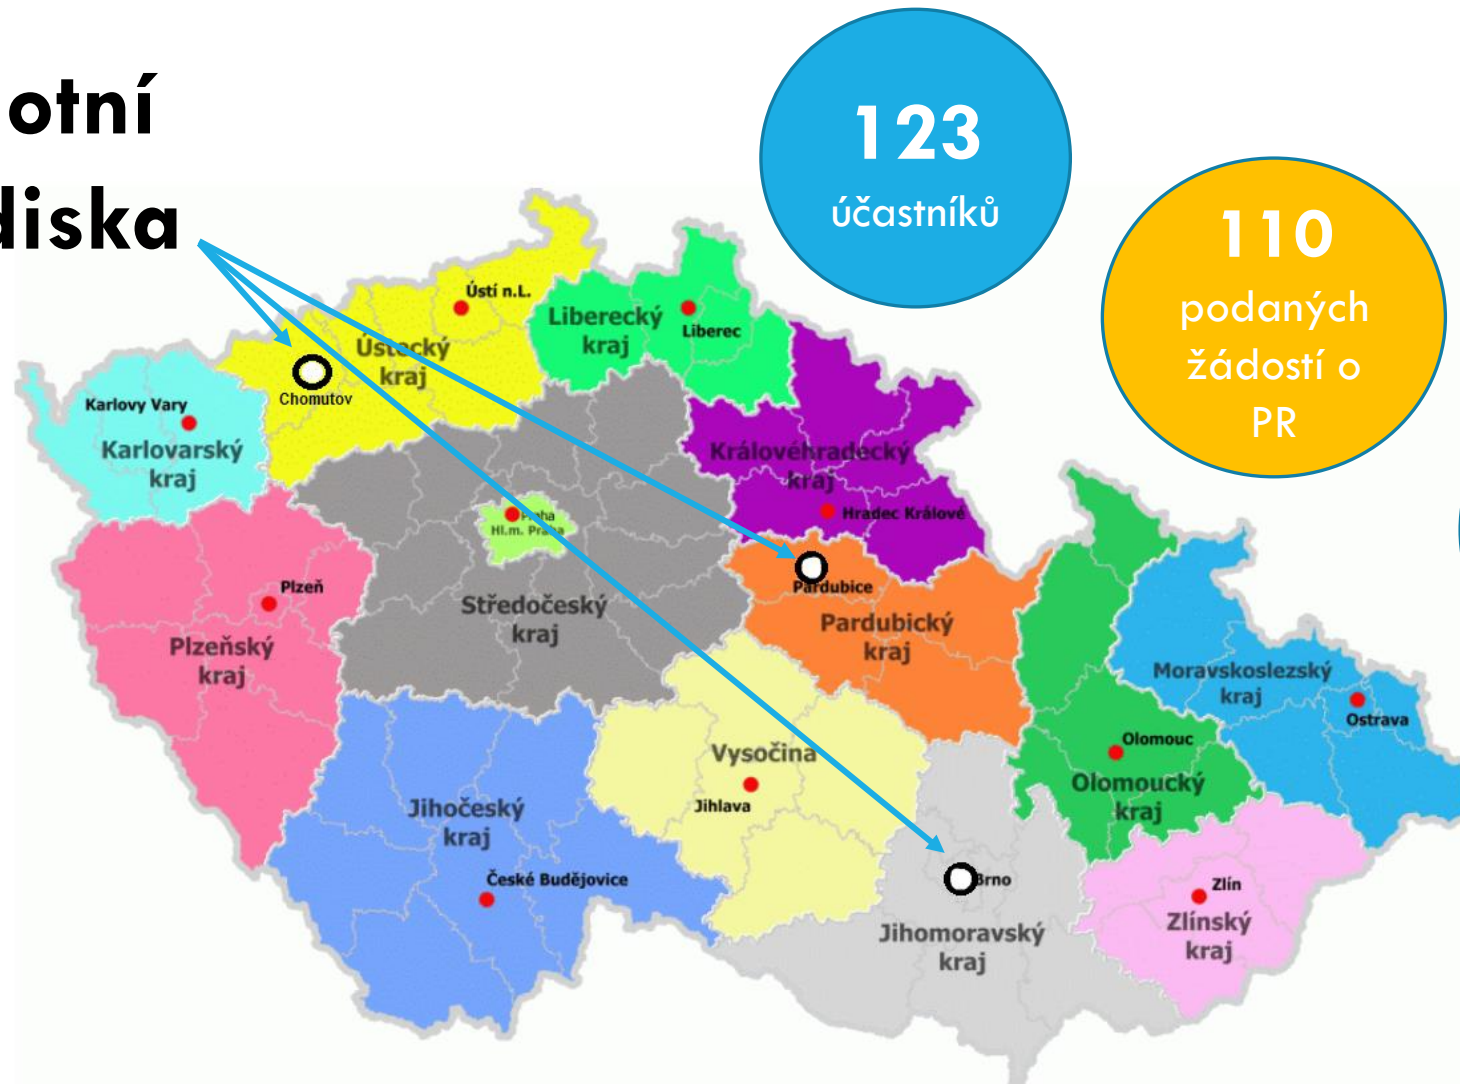 otní
diska
123
účastníků
110
podaných
žádostí o
PR
Ústí n.L.
Liberecký
kraj
Liberec
Ústecký
kraj
Chomutov
Karlovy Vary
Karlovarský
kraj
Královéhradecký
kraj
Hradec Králové
Praha
Hl.m. Praha
Plzeň
Plzeňský
kraj
Středočeský
kraj
Pardubice
Pardubický
kraj
Moravskoslezský
kraj
Ostrava
Olomouc
Olomoucký
kraj
Vysočina
Jihlava
Jihočeský
kraj
České Budějovice
Brno
Jihomoravský
kraj
Zlín
Zlínský
kraj